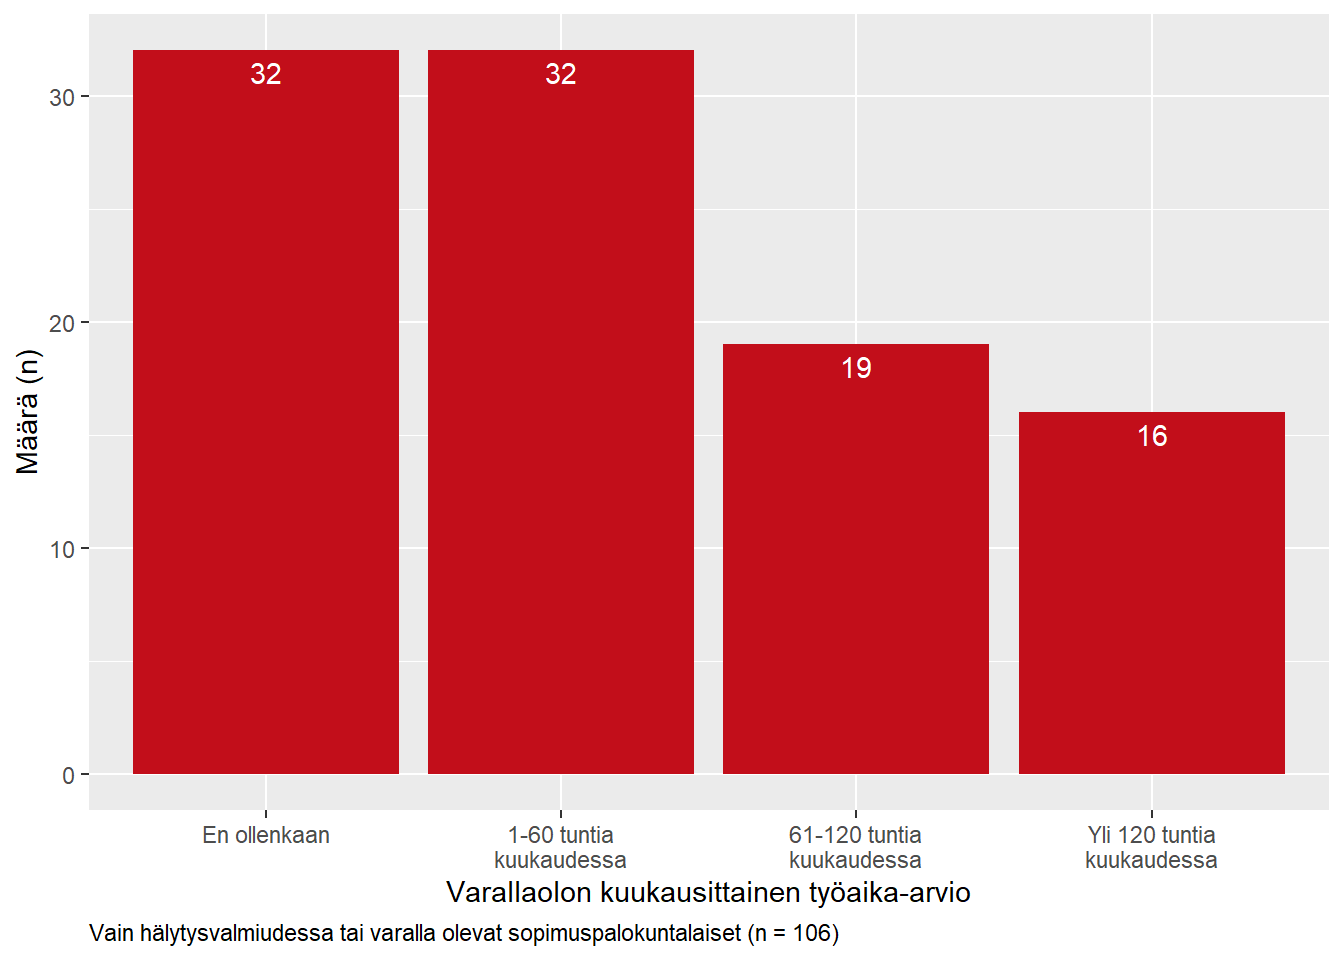 Määrä (n)
30
20
10
0
32
32
19
16
En ollenkaan
1-60 tuntia
kuukaudessa
61-120 tuntia
kuukaudessa
Yli 120 tuntia
kuukaudessa
Varallaolon kuukausittainen työaika-arvio
Vain hälytysvalmiudessa tai varalla olevat sopimuspalokuntalaiset (n = 106)